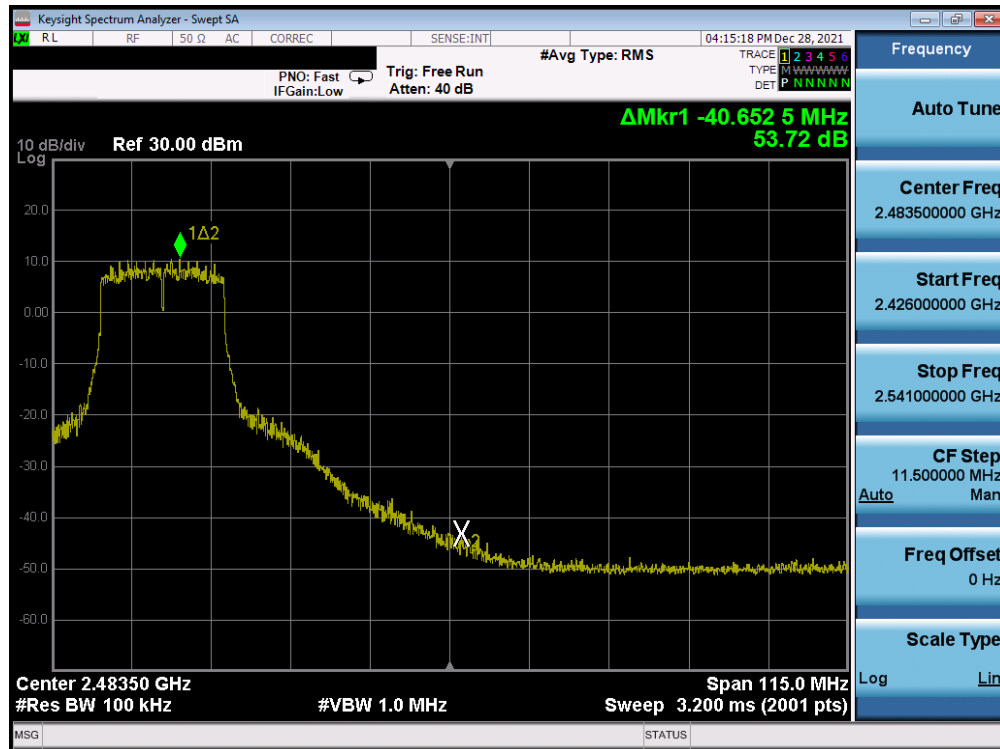 Keysight Spectrum Analyzer - Swept SA
LXI RL RF 50 Ω AC CORREC SENSE:INT 04:15:18 PM Dec 28, 2021
PNO: Fast
IFGain:Low
Trig: Free Run
Atten: 40 dB
#Avg Type: RMS
TRACE 1 2 3 4 5 6
TYPE M W W W W W
DET P N N N N N
ΔMkr1 -40.652 5 MHz
53.72 dB
10 dB/div Ref 30.00 dBm
Log
20.0
10.0
0.00
-10.0
-20.0
-30.0
-40.0
-50.0
-60.0
1Δ2
X2
Center 2.48350 GHz Span 115.0 MHz
#Res BW 100 kHz #VBW 1.0 MHz Sweep 3.200 ms (2001 pts)
MSG STATUS
Frequency
Auto Tune
Center Freq
2.483500000 GHz
Start Freq
2.426000000 GHz
Stop Freq
2.541000000 GHz
CF Step
11.500000 MHz
Auto Man
Freq Offset
0 Hz
Scale Type
Log Lin